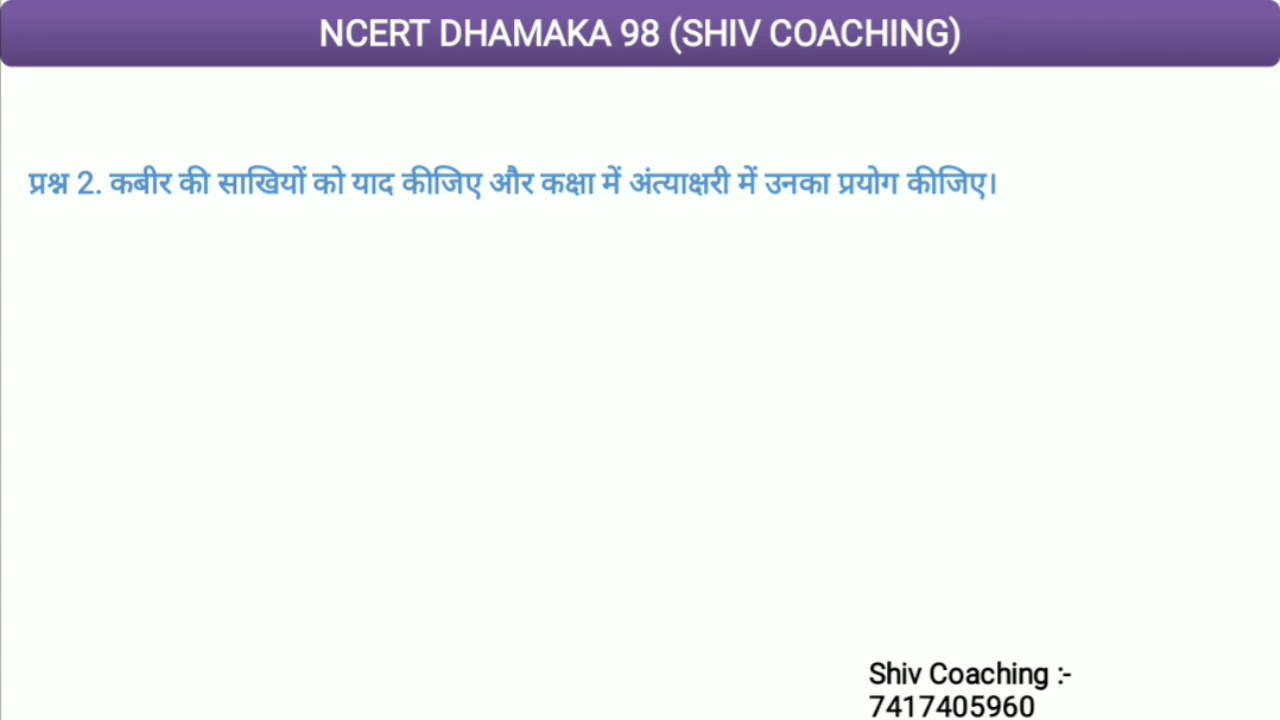 NCERT DHAMAKA 98 (SHIV COACHING)
प्रश्न 2. कबीर की साखियों को याद कीजिए और कक्षा में अंत्याक्षरी में उनका प्रयोग कीजिए।
Shiv Coaching :-
7417405960